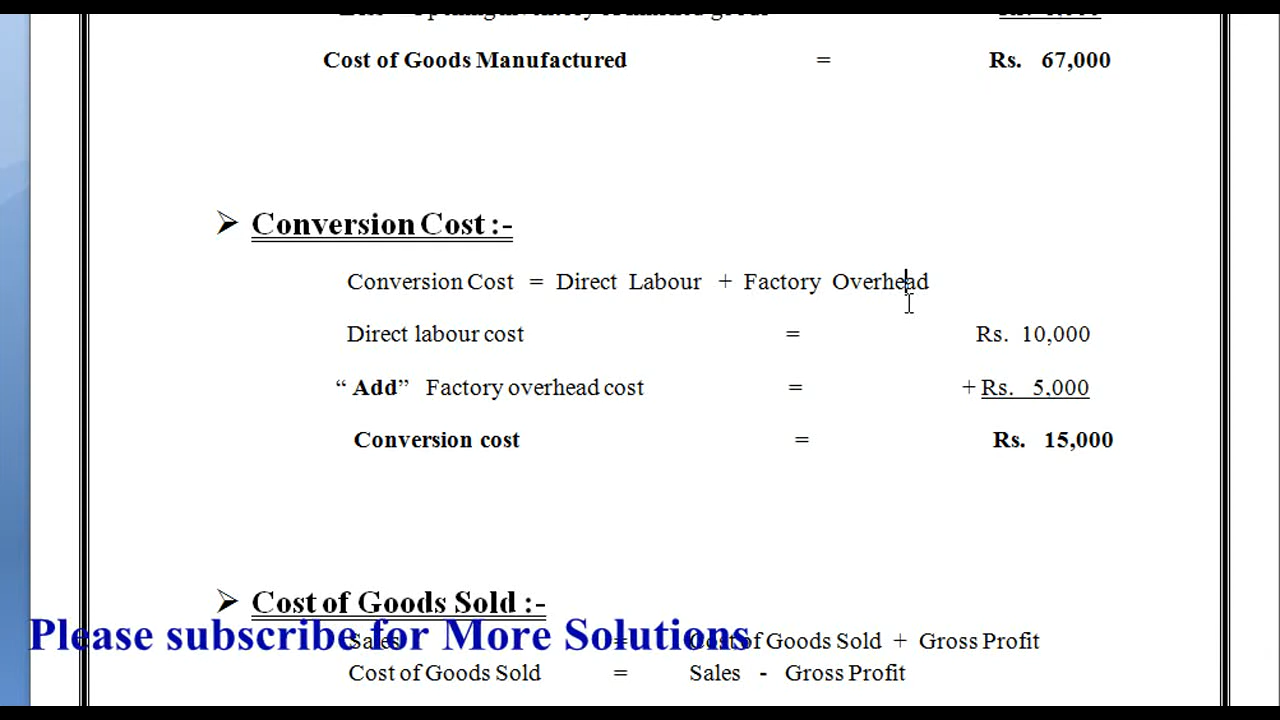 Cost of Goods Manufactured = Rs. 67,000
➢ Conversion Cost :-
Conversion Cost = Direct Labour + Factory Overhead
Direct labour cost = Rs. 10,000
“ Add” Factory overhead cost = + Rs. 5,000
Conversion cost = Rs. 15,000
➢ Cost of Goods Sold :-
Please subscribe for More Solutions
Sales = Cost of Goods Sold + Gross Profit
Cost of Goods Sold = Sales - Gross Profit